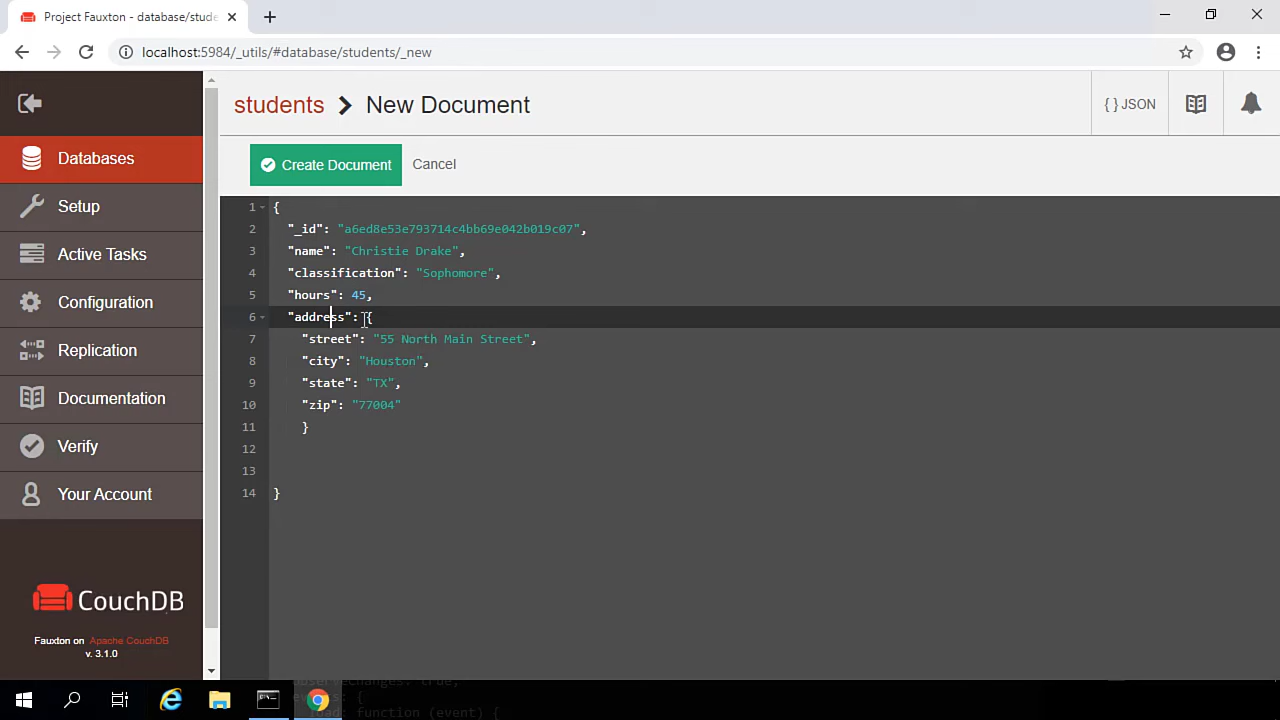 Project Fauxton - database/stude
localhost:5984/_utils/#database/students/_new
students New Document
{ } JSON
Databases
Setup
Active Tasks
Configuration
Replication
Documentation
Verify
Your Account
CouchDB
Fauxton on Apache CouchDB
v. 3.1.0
Create Document Cancel
1 {
2 "_id": "a6ed8e53e793714c4bb69e042b019c07",
3 "name": "Christie Drake",
4 "classification": "Sophomore",
5 "hours": 45,
6 "address": {
7 "street": "55 North Main Street",
8 "city": "Houston",
9 "state": "TX",
10 "zip": "77004"
11 }
12
13
14 }
load: function (event) {